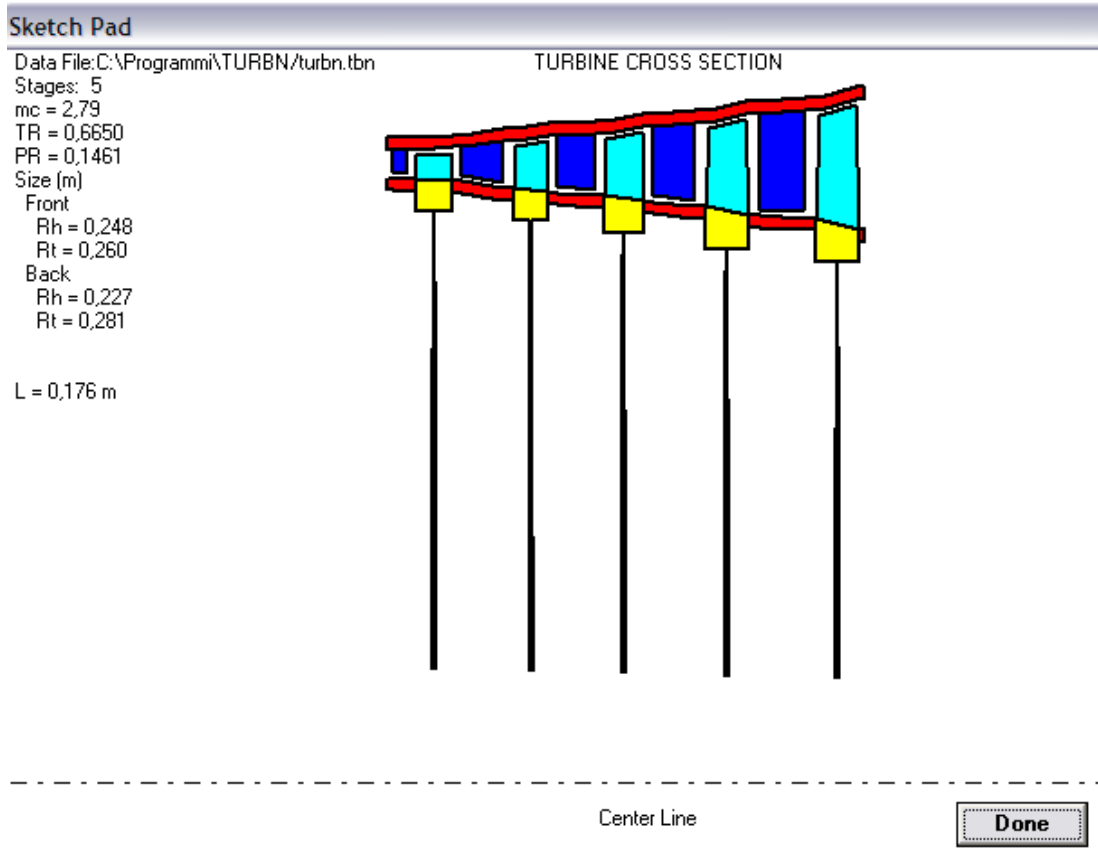 Sketch Pad
Data File:C:\Programmi\TURBN/turbn.tbn
TURBINE CROSS SECTION
Stages: 5
mc = 2,79
TR = 0,6650
PR = 0,1461
Size (m)
Front
Rh = 0,248
Rt = 0,260
Back
Rh = 0,227
Rt = 0,281
L = 0,176 m
Center Line
Done